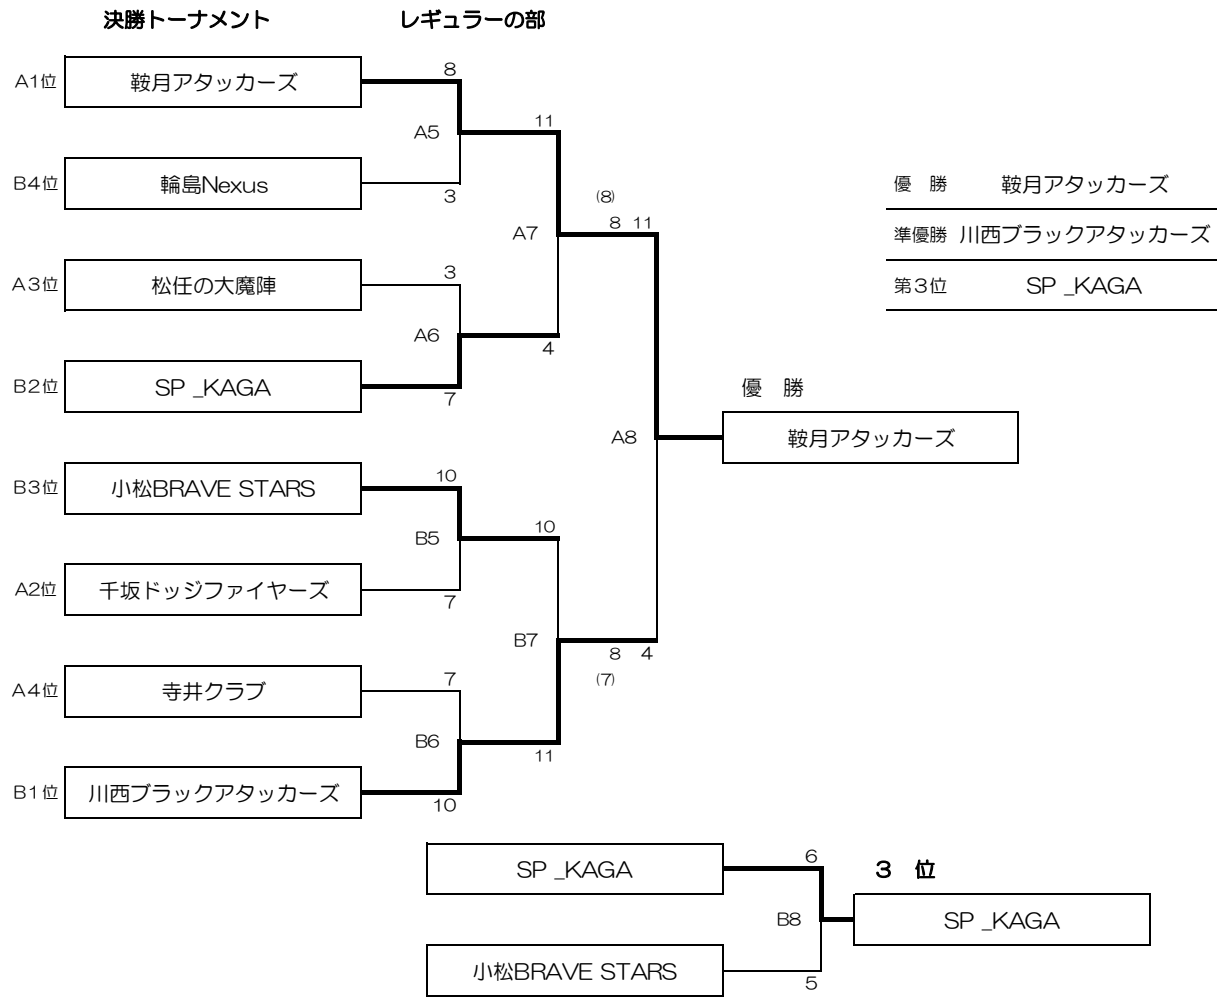 決勝トーナメント レギュラーの部
8
A1位 鞍月アタッカーズ
A5 11
B4位 輪島Nexus
3
(8)
8 11
A7
3
A3位 松任の大魔陣
A6
4
B2位 SP _KAGA
7
優 勝 鞍月アタッカーズ
準優勝 川西ブラックアタッカーズ
第3位 SP _KAGA
優 勝
A8 鞍月アタッカーズ
10
B3位 小松BRAVE STARS
B5 10
A2位 千坂ドッジファイヤーズ
7
B7
8 4
(7)
7
A4位 寺井クラブ
B6
11
B1位 川西ブラックアタッカーズ
10
6
SP _KAGA
3 位
B8 SP _KAGA
小松BRAVE STARS
5